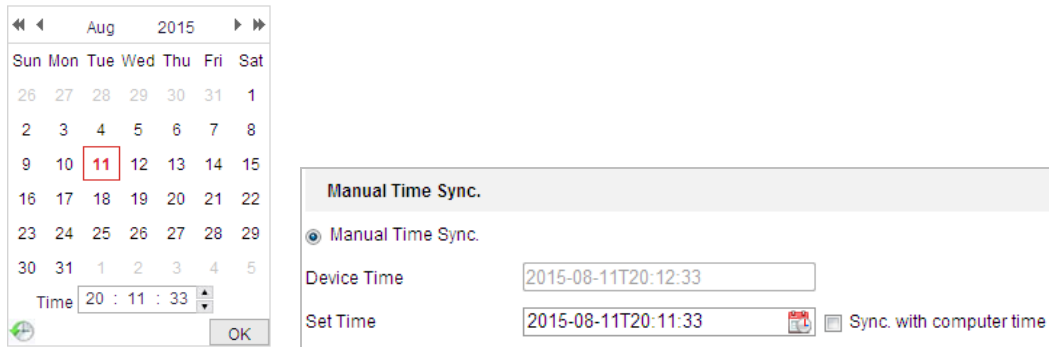 Aug 2015
Sun Mon Tue Wed Thu Fri Sat
26 27 28 29 30 31 1
2 3 4 5 6 7 8
9 10 11 12 13 14 15
16 17 18 19 20 21 22
23 24 25 26 27 28 29
30 31 1 2 3 4 5
Time 20 : 11 : 33
OK
Manual Time Sync.
Manual Time Sync.
Device Time 2015-08-11T20:12:33
Set Time 2015-08-11T20:11:33 Sync. with computer time